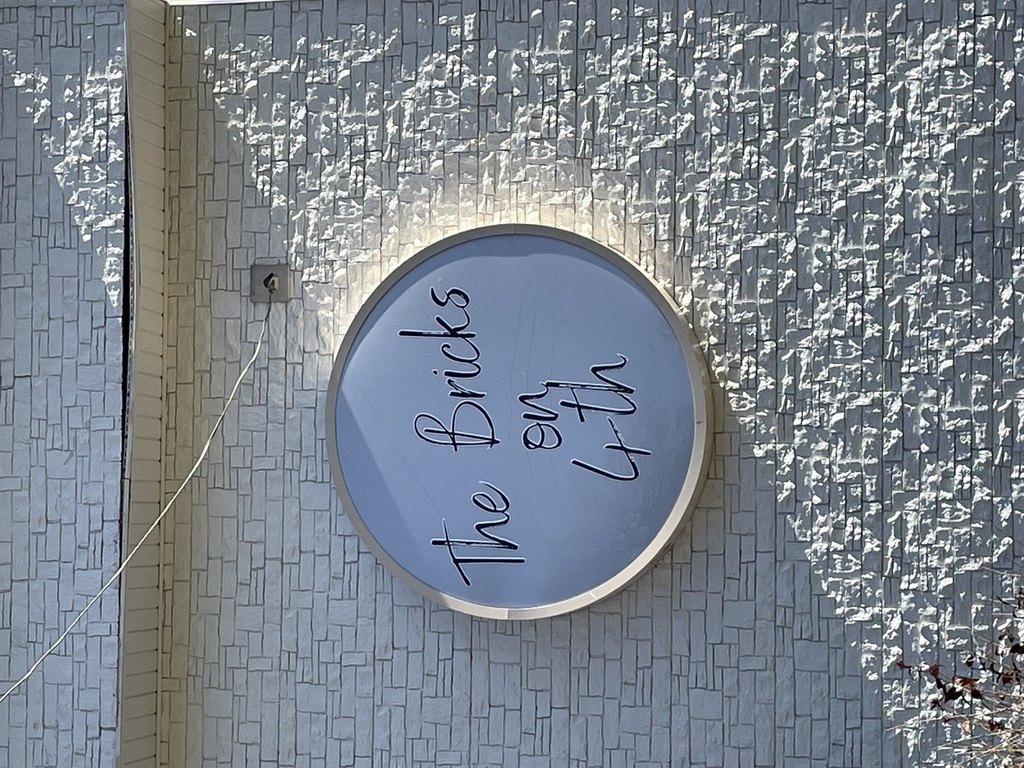 The Bricks
on
4th